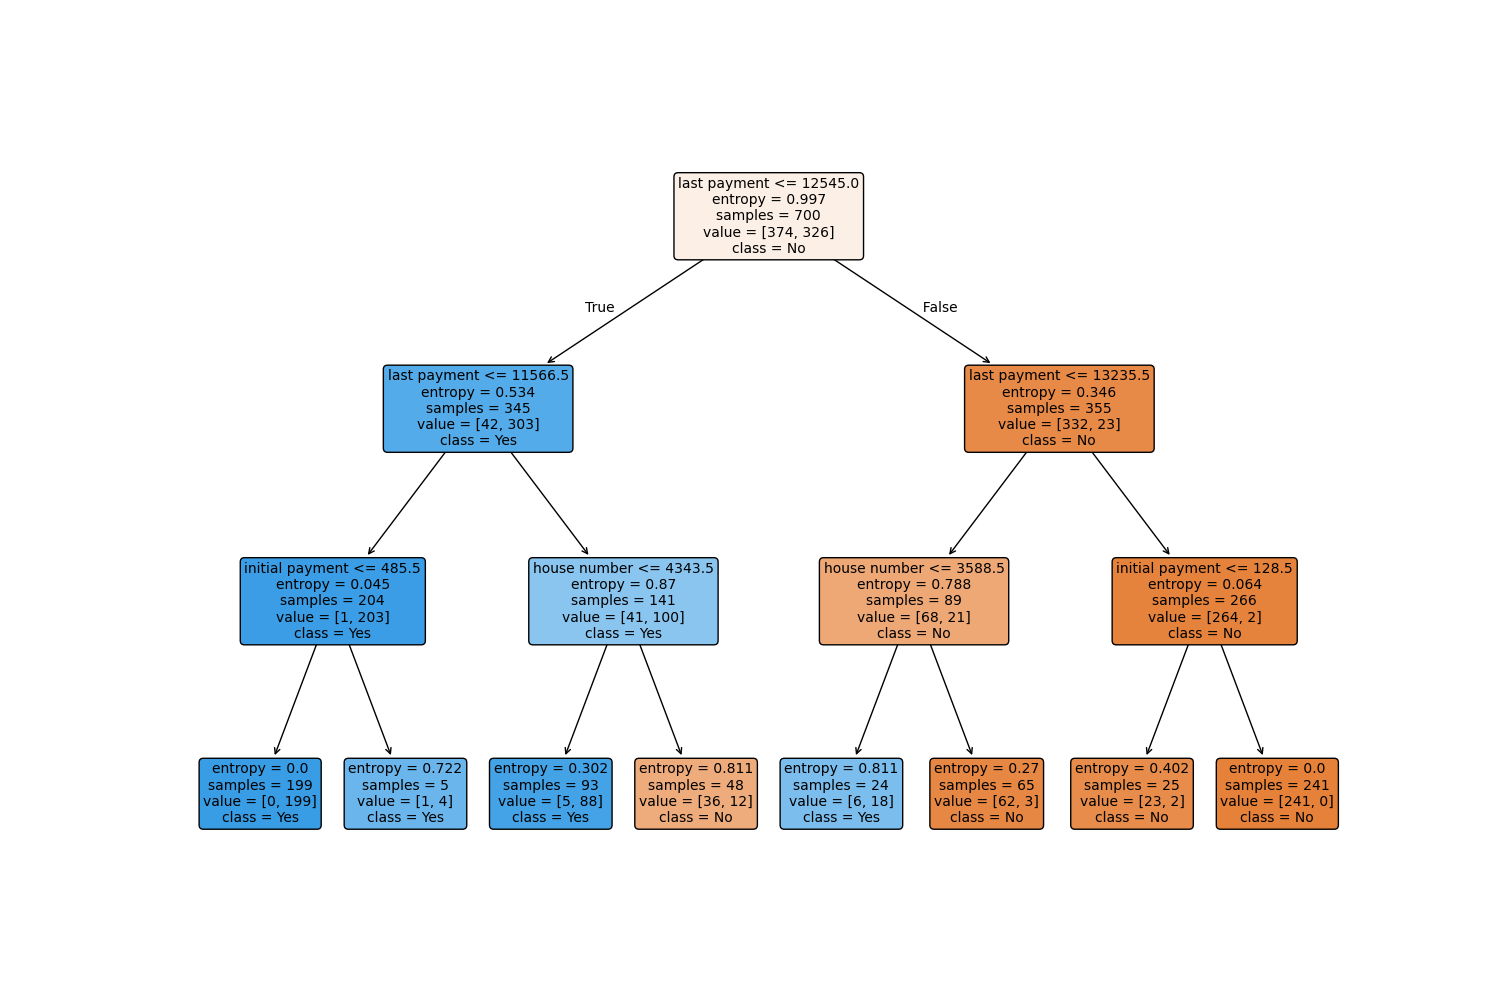 last payment <= 12545.0
entropy = 0.997
samples = 700
value = [374, 326]
class = No
True
False
last payment <= 11566.5
entropy = 0.534
samples = 345
value = [42, 303]
class = Yes
last payment <= 13235.5
entropy = 0.346
samples = 355
value = [332, 23]
class = No
initial payment <= 485.5
entropy = 0.045
samples = 204
value = [1, 203]
class = Yes
house number <= 4343.5
entropy = 0.87
samples = 141
value = [41, 100]
class = Yes
house number <= 3588.5
entropy = 0.788
samples = 89
value = [68, 21]
class = No
initial payment <= 128.5
entropy = 0.064
samples = 266
value = [264, 2]
class = No
entropy = 0.0
samples = 199
value = [0, 199]
class = Yes
entropy = 0.722
samples = 5
value = [1, 4]
class = Yes
entropy = 0.302
samples = 93
value = [5, 88]
class = Yes
entropy = 0.811
samples = 48
value = [36, 12]
class = No
entropy = 0.811
samples = 24
value = [6, 18]
class = Yes
entropy = 0.27
samples = 65
value = [62, 3]
class = No
entropy = 0.402
samples = 25
value = [23, 2]
class = No
entropy = 0.0
samples = 241
value = [241, 0]
class = No